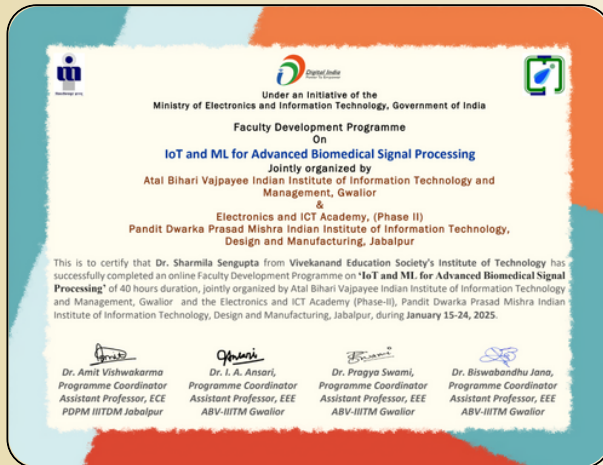 Digital India
Power To Empower
Under an Initiative of the
Ministry of Electronics and Information Technology, Government of India
Faculty Development Programme
On
IoT and ML for Advanced Biomedical Signal Processing
Jointly organized by
Atal Bihari Vajpayee Indian Institute of Information Technology and
Management, Gwalior
&
Electronics and ICT Academy, (Phase II)
Pandit Dwarka Prasad Mishra Indian Institute of Information Technology,
Design and Manufacturing, Jabalpur
This is to certify that Dr. Sharmila Sengupta from Vivekanand Education Society's Institute of Technology has
successfully completed an online Faculty Development Programme on 'IoT and ML for Advanced Biomedical Signal
Processing' of 40 hours duration, jointly organized by Atal Bihari Vajpayee Indian Institute of Information Technology
and Management, Gwalior and the Electronics and ICT Academy (Phase-II), Pandit Dwarka Prasad Mishra Indian
Institute of Information Technology, Design and Manufacturing, Jabalpur, during January 15-24, 2025.
Dr. Amit Vishwakarma
Programme Coordinator
Assistant Professor, ECE
PDPM IIITDM Jabalpur
Dr. I. A. Ansari,
Programme Coordinator
Assistant Professor, EEE
ABV-IIITM Gwalior
Dr. Pragya Swami,
Programme Coordinator
Assistant Professor, EEE
ABV-IIITM Gwalior
Dr. Biswabandhu Jana,
Programme Coordinator
Assistant Professor, EEE
ABV-IIITM Gwalior